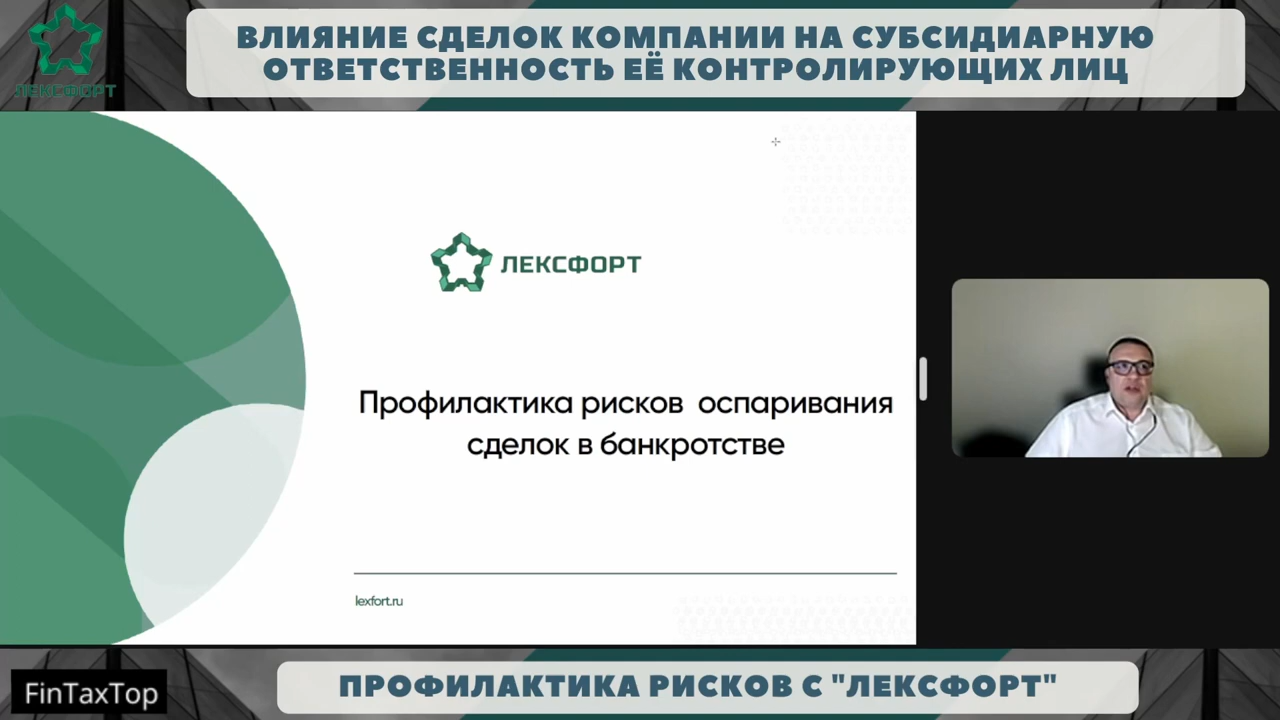 ВЛИЯНИЕ СДЕЛОК КОМПАНИИ НА СУБСИДИАРНУЮ
ОТВЕТСТВЕННОСТЬ ЕЁ КОНТРОЛИРУЮЩИХ ЛИЦ
ЛЕКСФОРТ
ЛЕКСФОРТ
Профилактика рисков оспаривания
сделок в банкротстве
lexfort.ru
FinTaxTop
ПРОФИЛАКТИКА РИСКОВ С "ЛЕКСФОРТ"